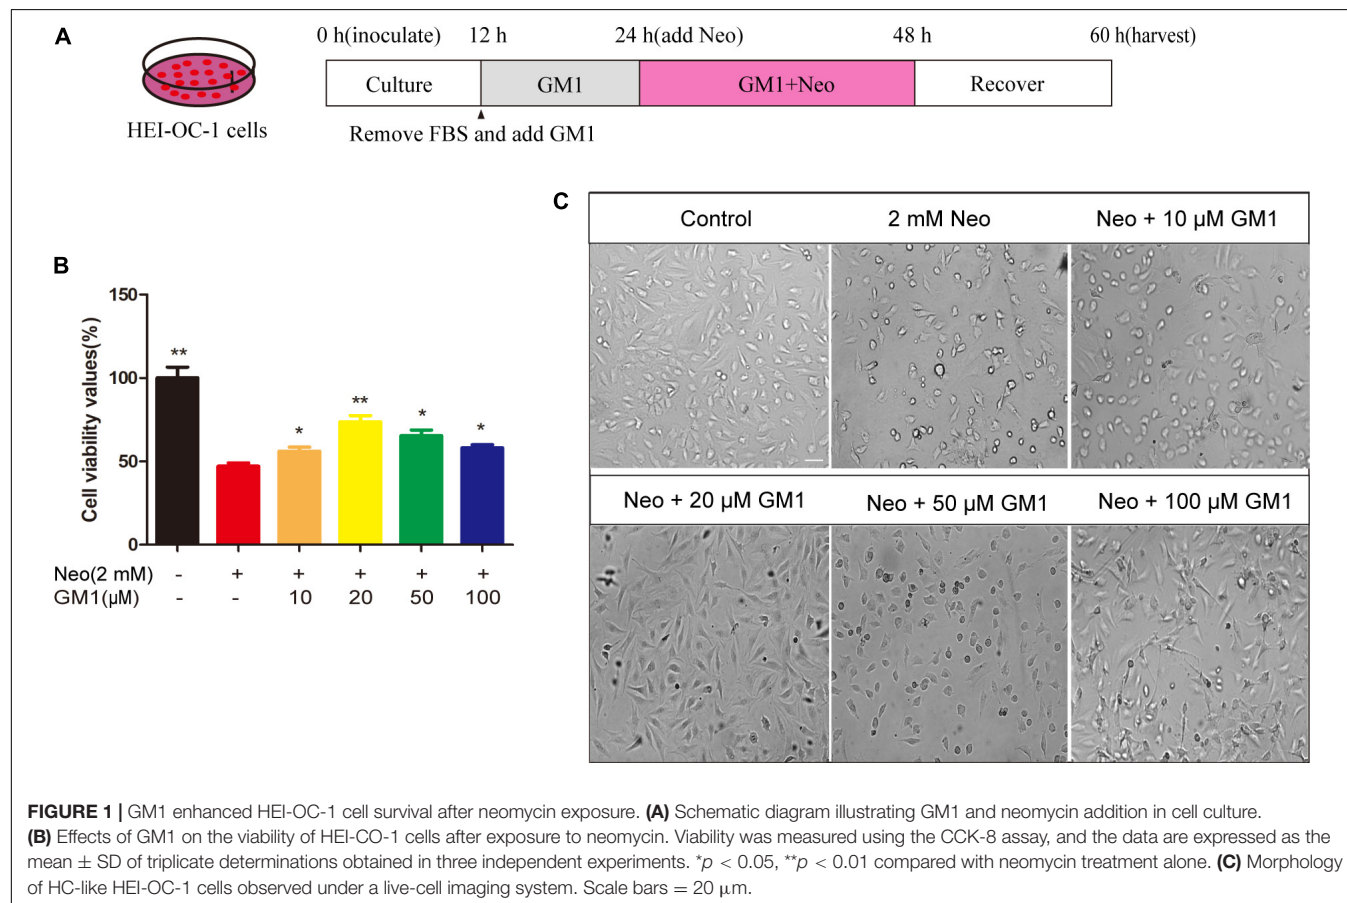 A
0 h(inoculate) 12 h 24 h(add Neo) 48 h 60 h(harvest)
Culture GM1 GM1+Neo Recover
HEI-OC-1 cells
Remove FBS and add GM1
B
Cell viability values(%)
150
100
50
0
** * ** * *
Neo(2 mM) - + + + + +
GM1(μM) - - 10 20 50 100
C
Control 2 mM Neo Neo + 10 μM GM1
Neo + 20 μM GM1 Neo + 50 μM GM1 Neo + 100 μM GM1
FIGURE 1 | GM1 enhanced HEI-OC-1 cell survival after neomycin exposure. (A) Schematic diagram illustrating GM1 and neomycin addition in cell culture.
(B) Effects of GM1 on the viability of HEI-CO-1 cells after exposure to neomycin. Viability was measured using the CCK-8 assay, and the data are expressed as the
mean ± SD of triplicate determinations obtained in three independent experiments. *p < 0.05, **p < 0.01 compared with neomycin treatment alone. (C) Morphology
of HC-like HEI-OC-1 cells observed under a live-cell imaging system. Scale bars = 20 μm.